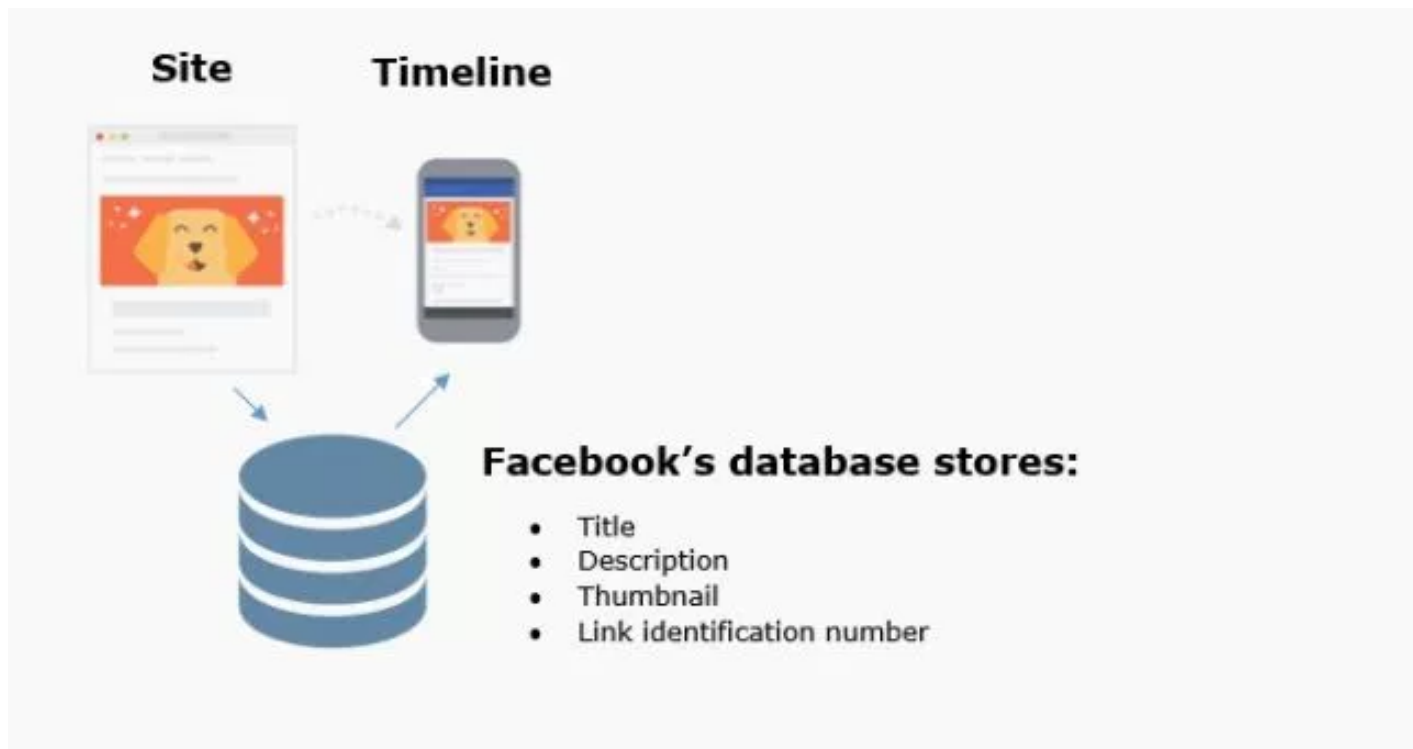 Site
Timeline
Facebook’s database stores:
• Title
• Description
• Thumbnail
• Link identification number